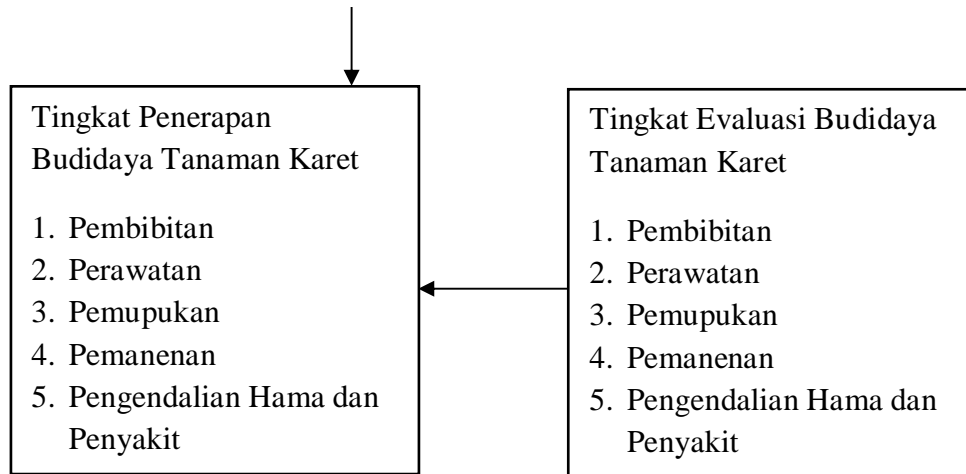 Tingkat Penerapan
Budidaya Tanaman Karet
1. Pembibitan
2. Perawatan
3. Pemupukan
4. Pemanenan
5. Pengendalian Hama dan
Penyakit
Tingkat Evaluasi Budidaya
Tanaman Karet
1. Pembibitan
2. Perawatan
3. Pemupukan
4. Pemanenan
5. Pengendalian Hama dan
Penyakit